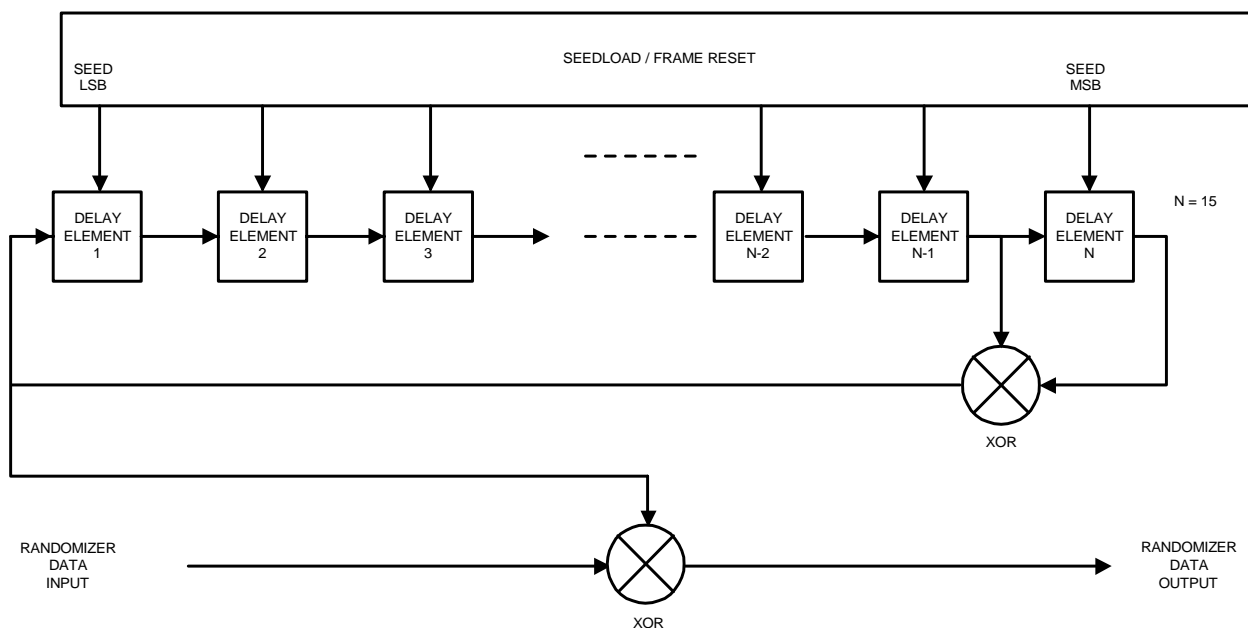 SEEDLOAD / FRAME RESET
SEED
LSB
SEED
MSB
DELAY
ELEMENT
1
DELAY
ELEMENT
2
DELAY
ELEMENT
3
DELAY
ELEMENT
N-2
DELAY
ELEMENT
N-1
DELAY
ELEMENT
N
N = 15
XOR
RANDOMIZER
DATA
INPUT
XOR
RANDOMIZER
DATA
OUTPUT